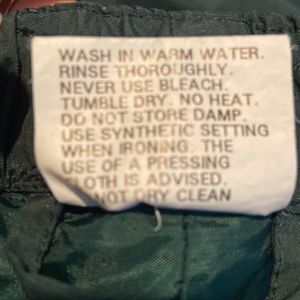 WASH IN WARM WATER.
RINSE THOROUGHLY.
NEVER USE BLEACH.
TUMBLE DRY. NO HEAT.
DO NOT STORE DAMP.
USE SYNTHETIC SETTING
WHEN IRONING. THE
USE OF A PRESSING
CLOTH IS ADVISED.
NOT DRY CLEAN